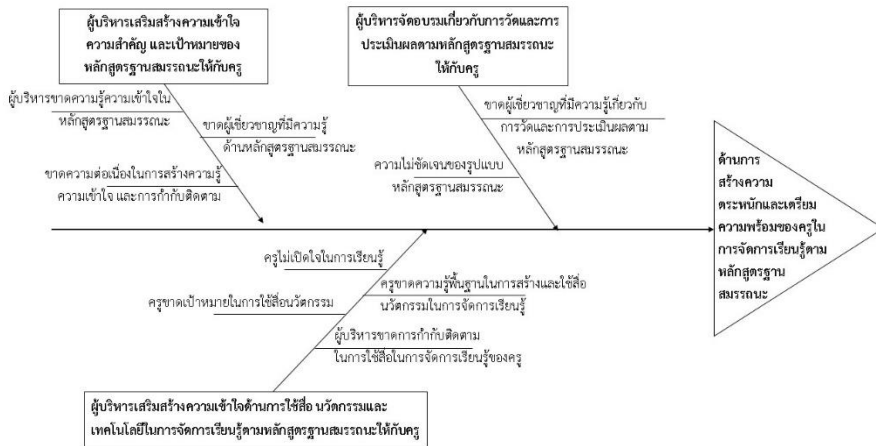 ผู้บริหารเสริมสร้างความเข้าใจ
ความสำคัญ และเป้าหมายของ
หลักสูตรฐานสมรรถนะให้กับครู
ผู้บริหารจัดอบรมเกี่ยวกับการวัดและการ
ประเมินผลตามหลักสูตรฐานสมรรถนะ
ให้กับครู
ผู้บริหารขาดความรู้ความเข้าใจใน
หลักสูตรฐานสมรรถนะ
ขาดผู้เชี่ยวชาญที่มีความรู้
ด้านหลักสูตรฐานสมรรถนะ
ขาดความต่อเนื่องในการสร้างความรู้
ความเข้าใจ และการกำกับติดตาม
ขาดผู้เชี่ยวชาญที่มีความรู้เกี่ยวกับ
การวัดและการประเมินผลตาม
หลักสูตรฐานสมรรถนะ
ความไม่ชัดเจนของรูปแบบ
หลักสูตรฐานสมรรถนะ
ด้านการ
สร้างความ
ตระหนักและเตรียม
ความพร้อมของครูใน
การจัดการเรียนรู้ตาม
หลักสูตรฐาน
สมรรถนะ
ครูไม่เปิดใจในการเรียนรู้
ครูขาดความรู้พื้นฐานในการสร้างและใช้สื่อ
นวัตกรรมในการจัดการเรียนรู้
ครูขาดเป้าหมายในการใช้สื่อนวัตกรรม
ผู้บริหารขาดการกำกับติดตาม
ในการใช้สื่อในการจัดการเรียนรู้ของครู
ผู้บริหารเสริมสร้างความเข้าใจด้านการใช้สื่อ นวัตกรรมและ
เทคโนโลยีในการจัดการเรียนรู้ตามหลักสูตรฐานสมรรถนะให้กับครู